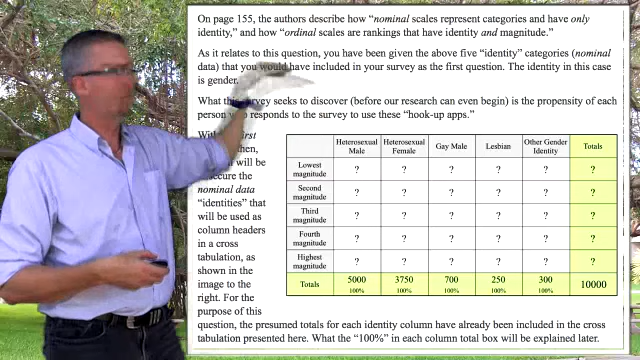 On page 155, the authors describe how “nominal scales represent categories and have only
identity,” and how “ordinal scales are rankings that have identity and magnitude.”
As it relates to this question, you have been given the above five “identity” categories (nominal
data) that you would have included in your survey as the first question. The identity in this case
is gender.
What this survey seeks to discover (before our research can even begin) is the propensity of each
person who responds to the survey to use these “hook-up apps.”
first
then,
will be
secure the
nominal data
“identities” that
will be used as
column headers
in a cross
tabulation, as
shown in the
image to the
right. For the
purpose of this
question, the presumed totals for each identity column have already been included in the cross
tabulation presented here. What the “100%” in each column total box will be explained later.
Heterosexual Male Heterosexual Female Gay Male Lesbian Other Gender Identity Totals
Lowest magnitude ? ? ? ? ? ?
Second magnitude ? ? ? ? ? ?
Third magnitude ? ? ? ? ? ?
Fourth magnitude ? ? ? ? ? ?
Highest magnitude ? ? ? ? ? ?
Totals 5000 3750 700 250 300 10000
100% 100% 100% 100% 100%